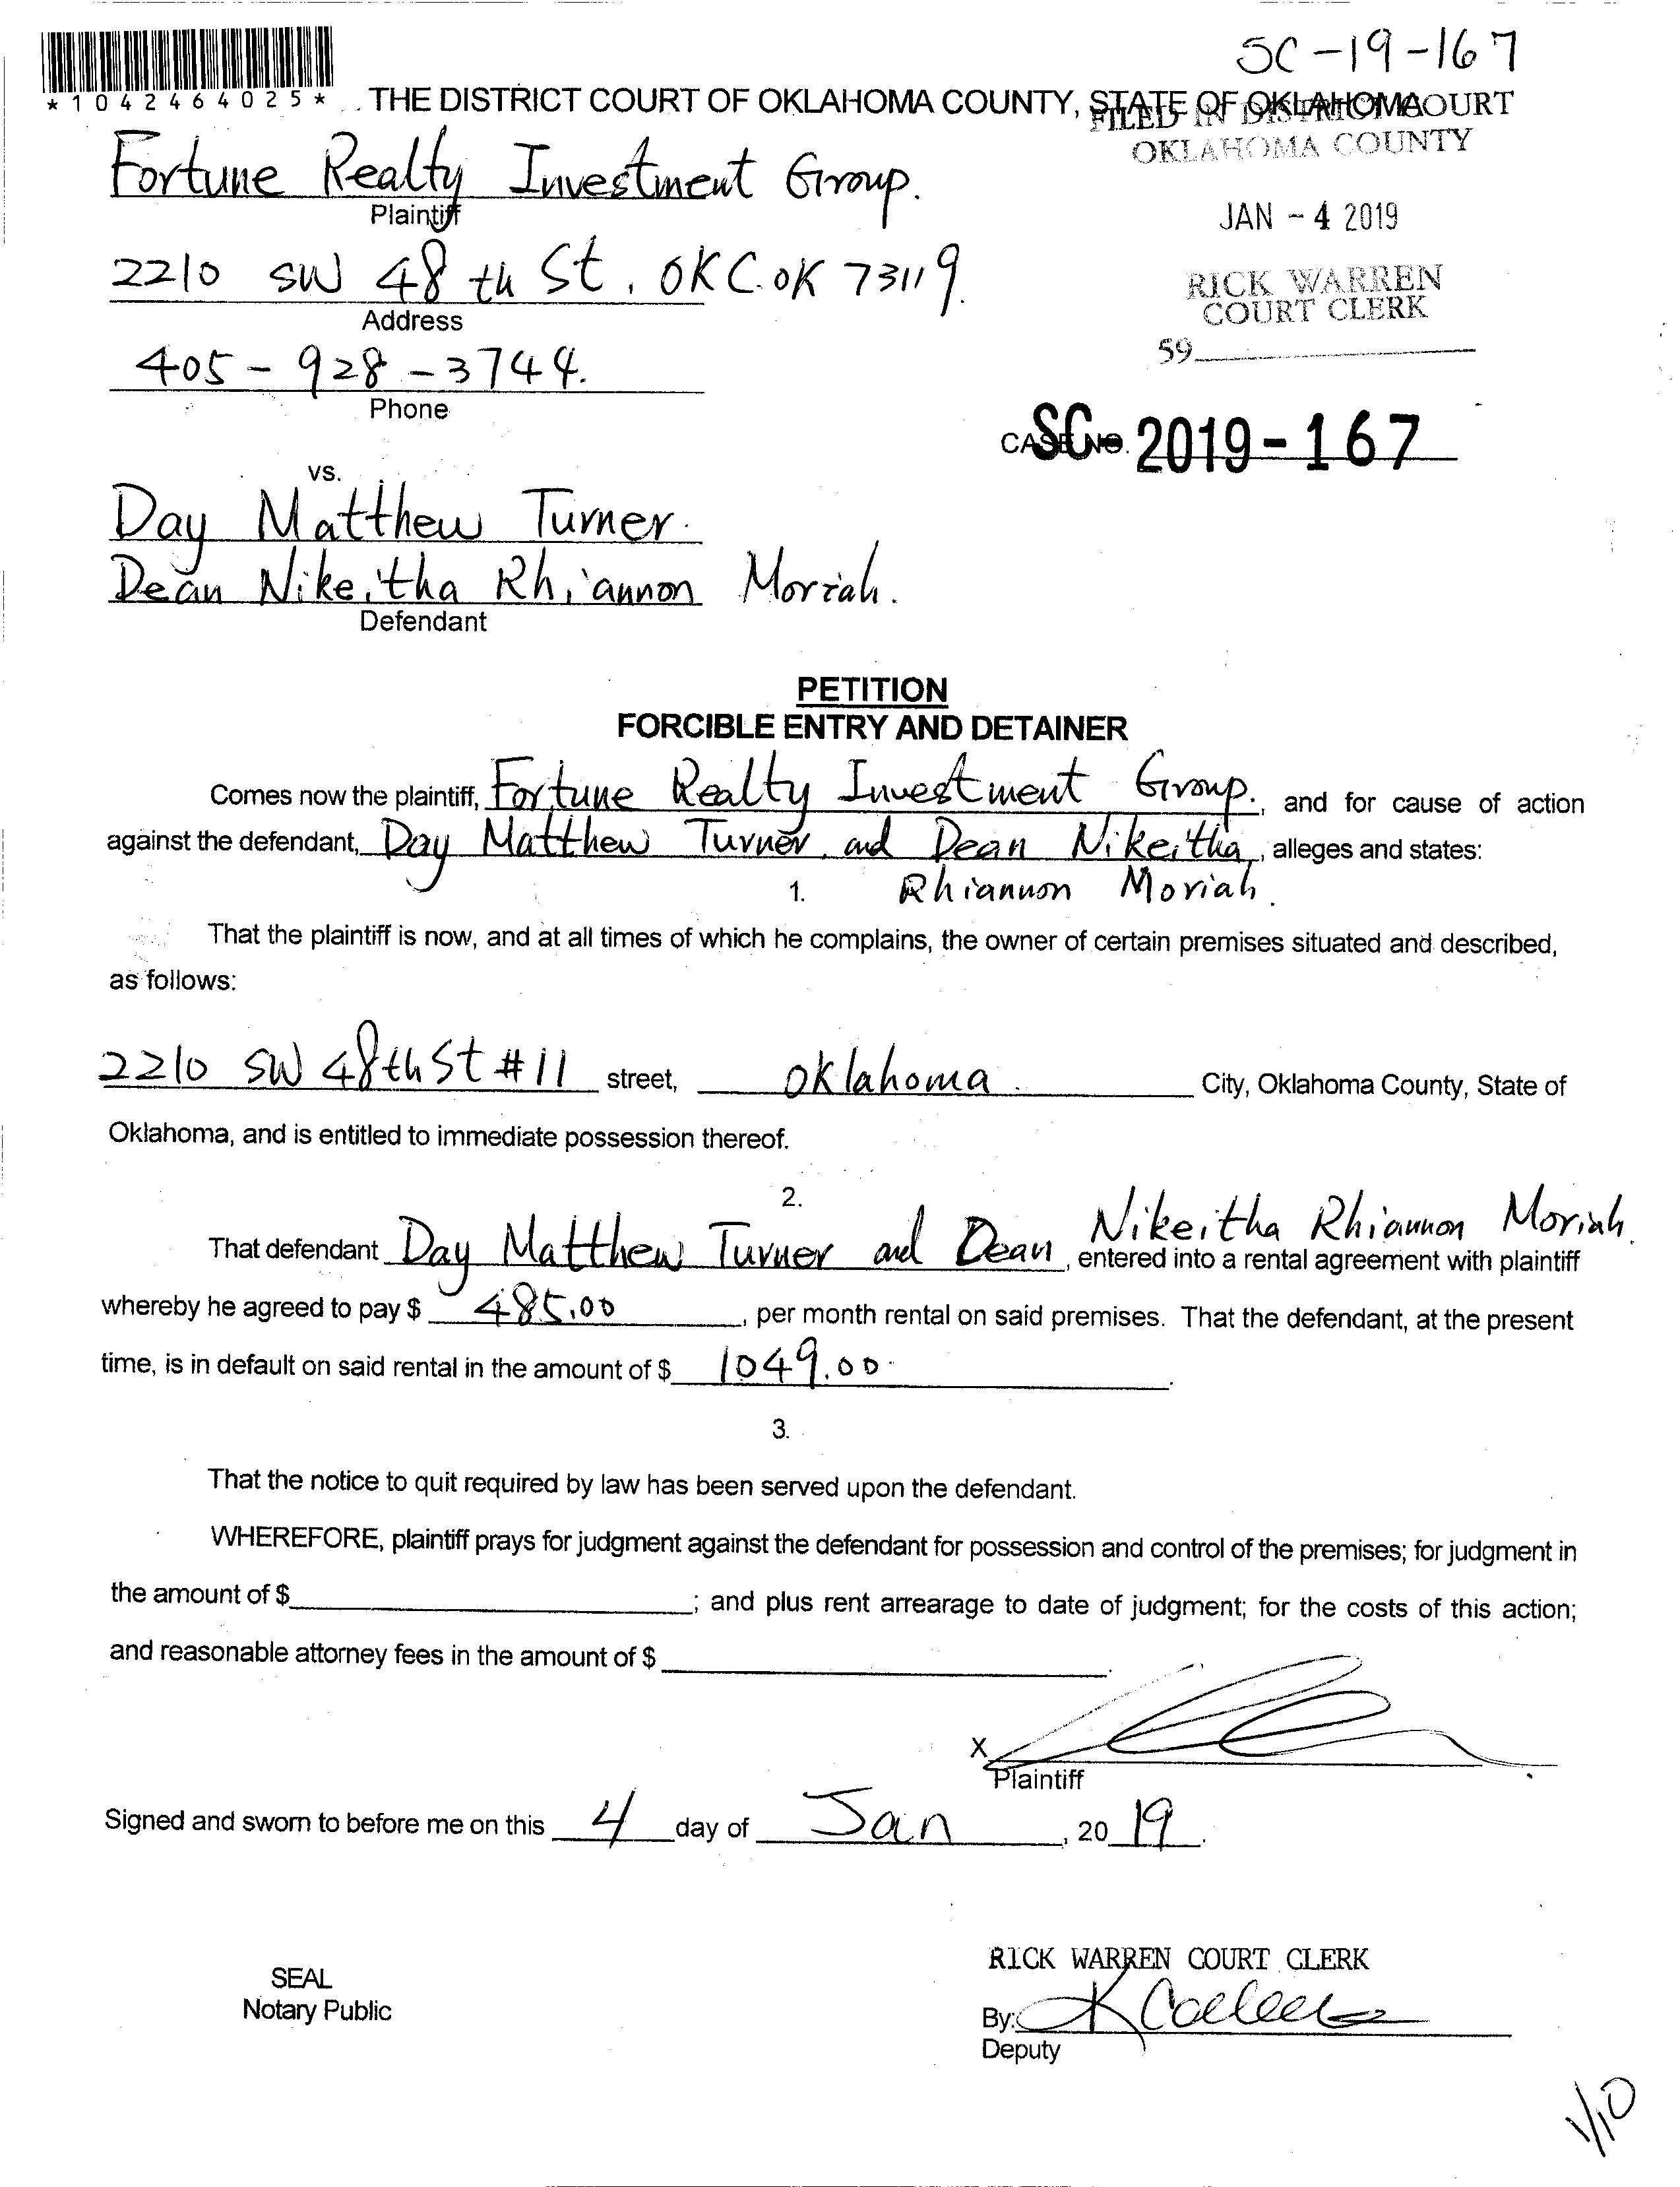 SC-19-167
*1042464025* THE DISTRICT COURT OF OKLAHOMA COUNTY, STATE OF OKLAHOMA
FILED IN DISTRICT COURT
OKLAHOMA COUNTY
Fortune Realty Investment Group.
Plaintiff
JAN - 4 2019
2210 SW 48 th St, OKC. OK 73119.
Address
RICK WARREN
COURT CLERK
59
405-928-3744.
Phone
CASE NO. SC-2019-167
vs.
Day Matthew Turner.
Dean Nikeitha Rhiannon Moriah.
Defendant
PETITION
FORCIBLE ENTRY AND DETAINER
Comes now the plaintiff, Fortune Realty Investment Group., and for cause of action
against the defendant, Day Matthew Turner, and Dean Nikeitha, alleges and states:
1. Rhiannon Moriah.
That the plaintiff is now, and at all times of which he complains, the owner of certain premises situated and described,
as follows:
2210 SW 48th St #11 street, Oklahoma City, Oklahoma County, State of
Oklahoma, and is entitled to immediate possession thereof.
2.
That defendant Day Matthew Turner and Dean Nikeitha Rhiannon Moriah., entered into a rental agreement with plaintiff
whereby he agreed to pay $ 485.00, per month rental on said premises. That the defendant, at the present
time, is in default on said rental in the amount of $ 1049.00.
3.
That the notice to quit required by law has been served upon the defendant.
WHEREFORE, plaintiff prays for judgment against the defendant for possession and control of the premises; for judgment in
the amount of $; and plus rent arrearage to date of judgment; for the costs of this action;
and reasonable attorney fees in the amount of $.
X
Plaintiff
Signed and sworn to before me on this 4 day of Jan, 2019.
RICK WARREN COURT CLERK
SEAL
Notary Public
By:
Deputy
1/10